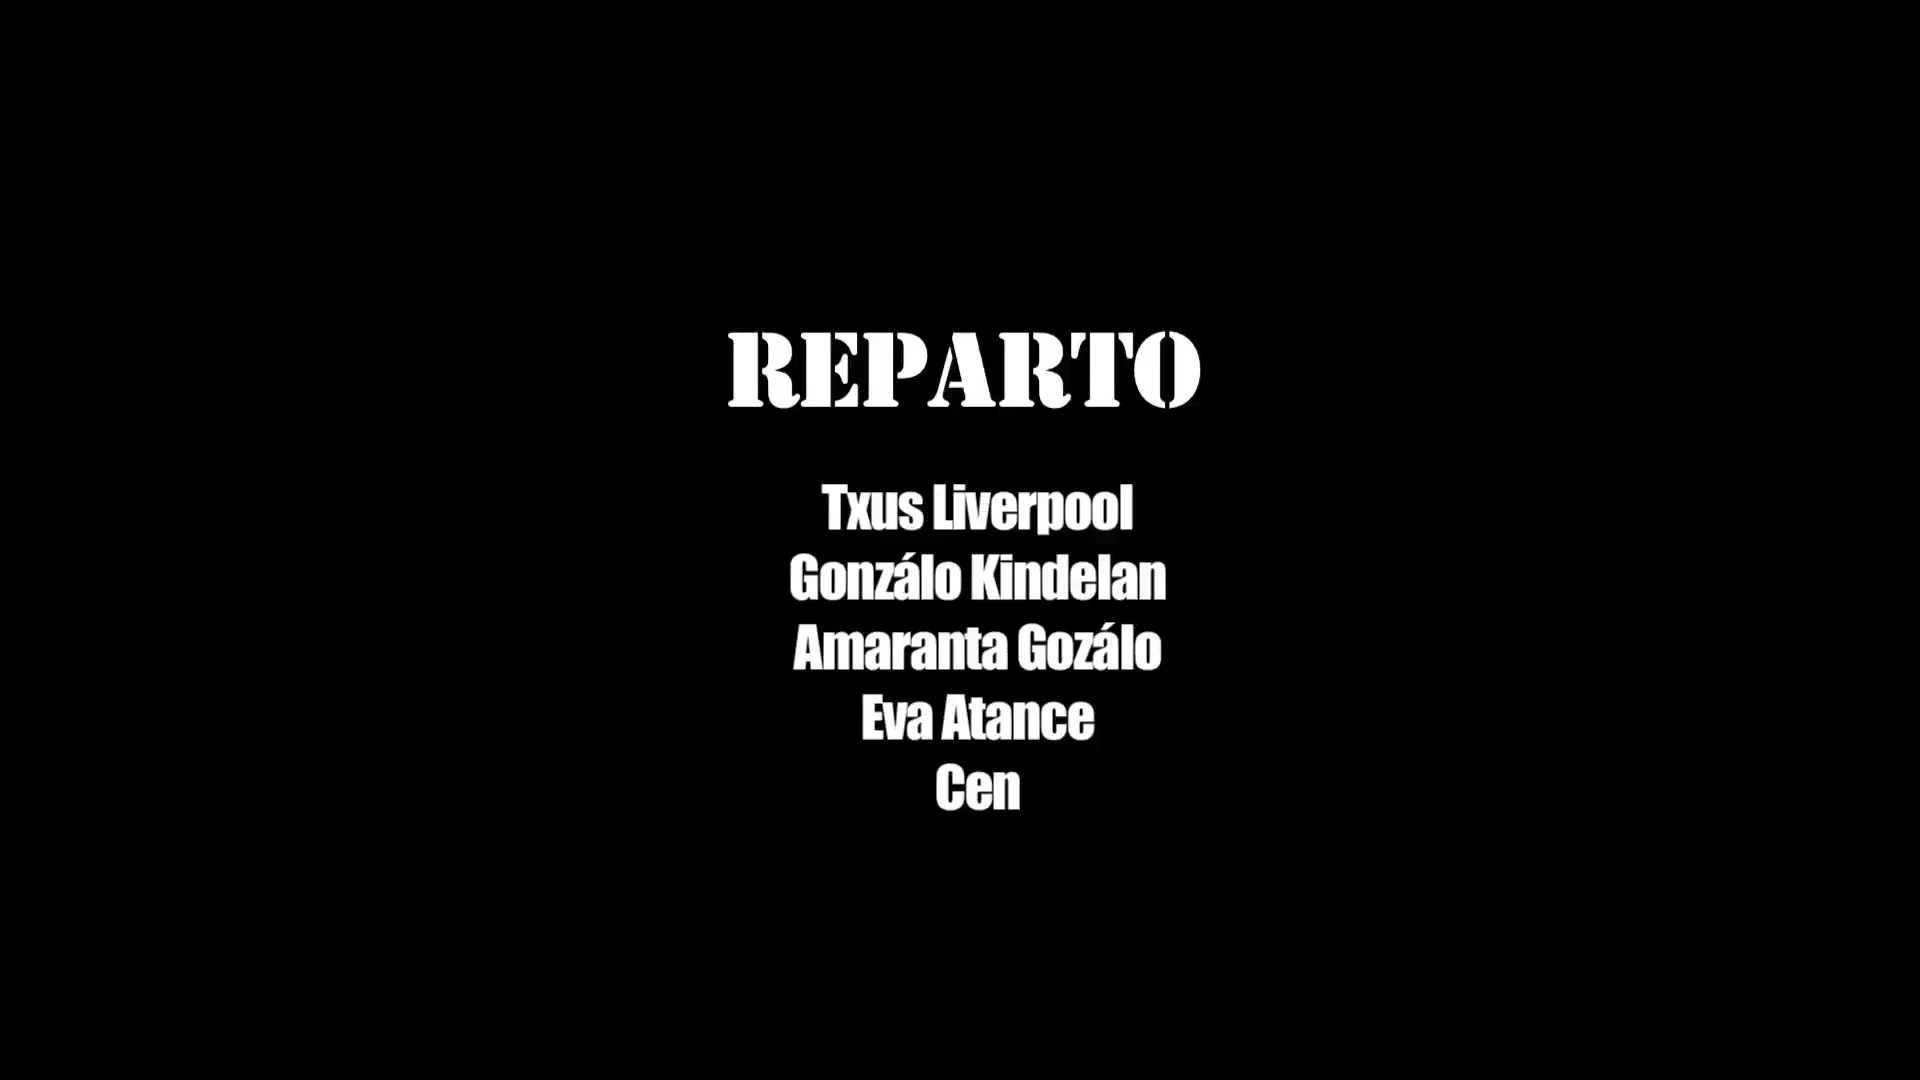 REPARTO
Txus Liverpool
Gonzálo Kindelan
Amaranta Gozálo
Eva Atance
Cen